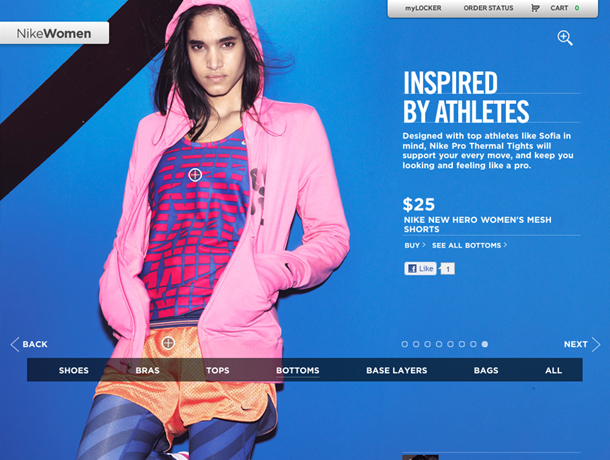 myLOCKER ORDER STATUS CART 0
NikeWomen
INSPIRED
BY ATHLETES
Designed with top athletes like Sofia in
mind, Nike Pro Thermal Tights will
support your every move, and keep you
looking and feeling like a pro.
$25
NIKE NEW HERO WOMEN'S MESH
SHORTS
BUY SEE ALL BOTTOMS
f Like 1
BACK NEXT
SHOES BRAS TOPS BOTTOMS BASE LAYERS BAGS ALL